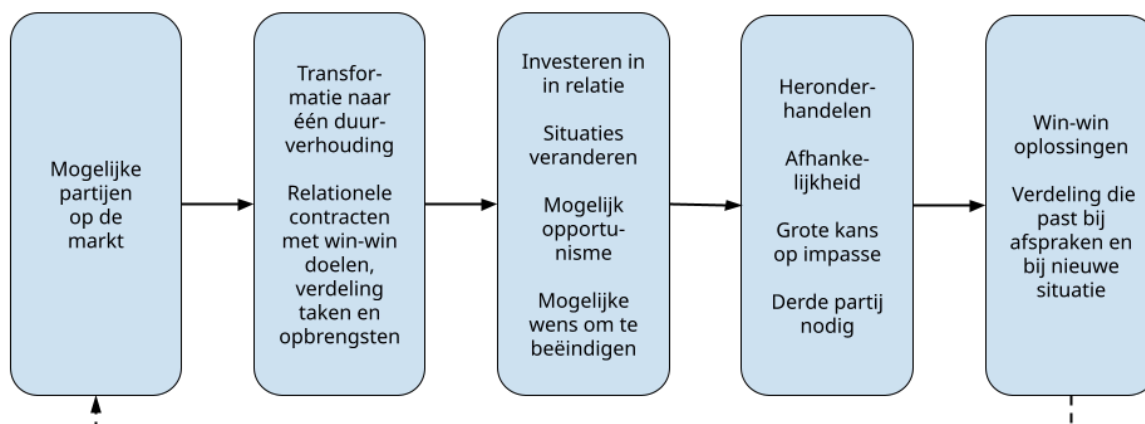 Mogelijke
partijen
op de
markt
Transfor-
matie naar
één duur-
verhouding
Relationele
contracten
met win-win
doelen,
verdeling
taken en
opbrengsten
Investeren in
in relatie
Situaties
veranderen
Mogelijk
opportu-
nisme
Mogelijke
wens om te
beëindigen
Heronder-
handelen
Afhanke-
lijkheid
Grote kans
op impasse
Derde partij
nodig
Win-win
oplossingen
Verdeling die
past bij
afspraken en
bij nieuwe
situatie